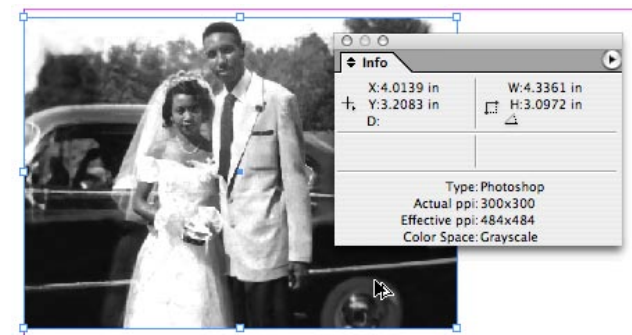 Info
X:4.0139 in
Y:3.2083 in
D:
W:4.3361 in
H:3.0972 in
Type:Photoshop
Actual ppi:300x300
Effective ppi:484x484
Color Space:Grayscale